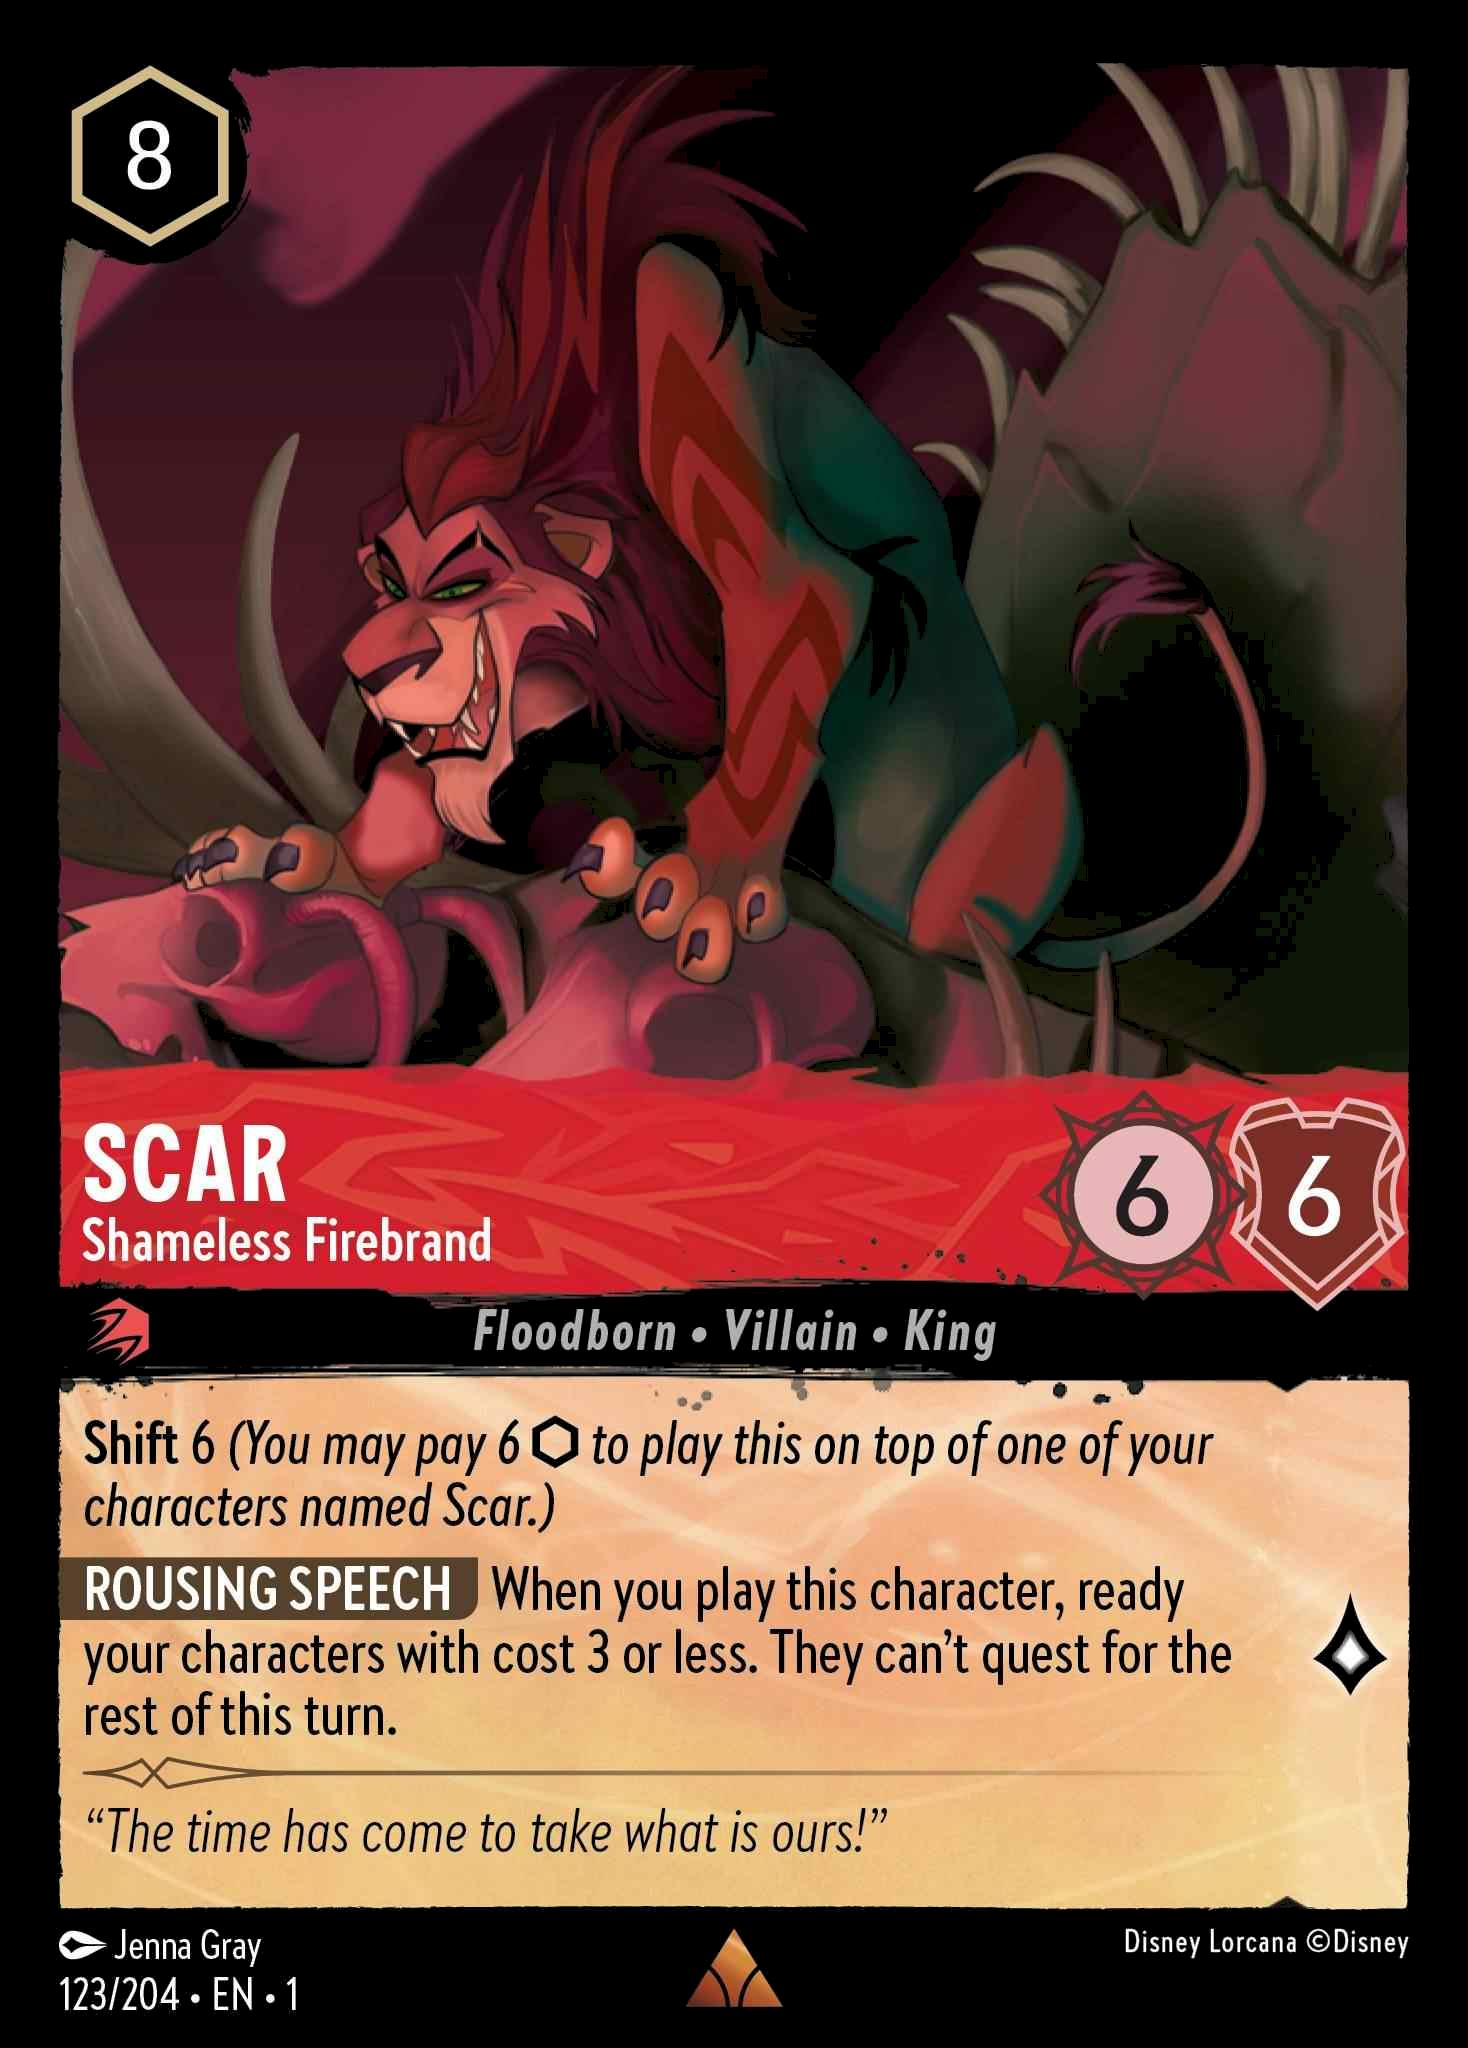 8
SCAR
Shameless Firebrand
6
6
Floodborn • Villain • King
Shift 6 (You may pay 6 ⬡ to play this on top of one of your
characters named Scar.)
ROUSING SPEECH When you play this character, ready
your characters with cost 3 or less. They can’t quest for the
rest of this turn.
“The time has come to take what is ours!”
Jenna Gray
Disney Lorcana ©Disney
123/204 • EN • 1